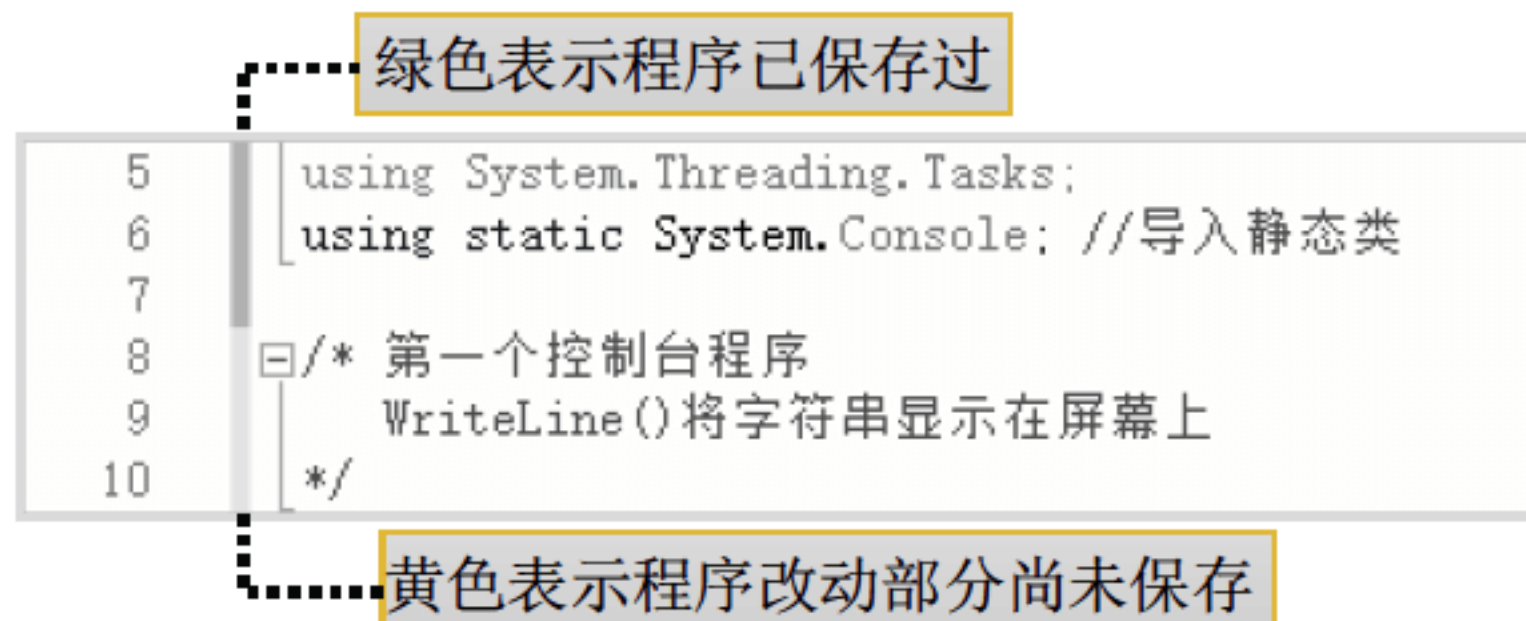 绿色表示程序已保存过
5 using System.Threading.Tasks;
6 using static System.Console; //导入静态类
7
8 /* 第一个控制台程序
9 WriteLine()将字符串显示在屏幕上
10 */
黄色表示程序改动部分尚未保存